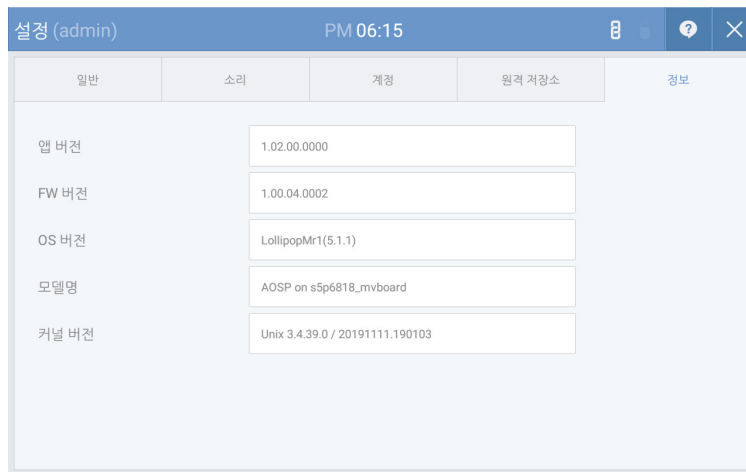 설정 (admin) PM 06:15
일반 소리 계정 원격 저장소 정보
앱 버전 1.02.00.0000
FW 버전 1.00.04.0002
OS 버전 LollipopMr1(5.1.1)
모델명 AOSP on s5p6818_mvboard
커널 버전 Unix 3.4.39.0 / 20191111.190103